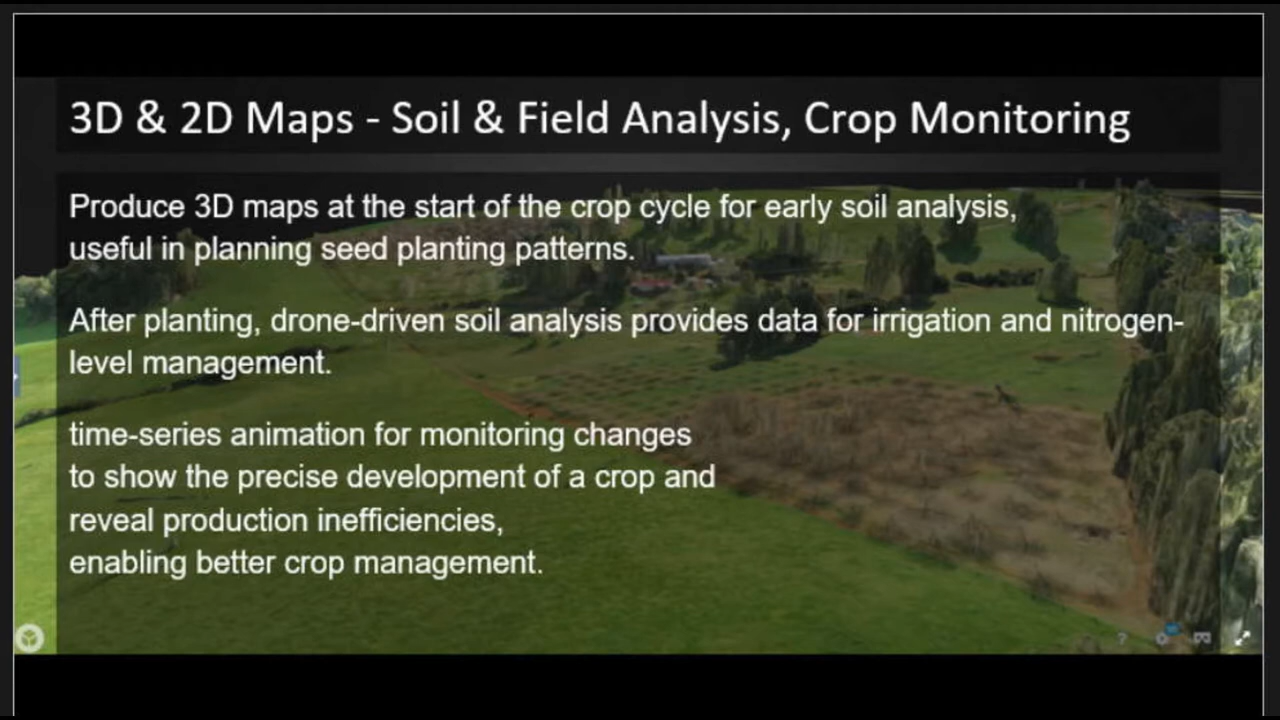 3D & 2D Maps - Soil & Field Analysis, Crop Monitoring
Produce 3D maps at the start of the crop cycle for early soil analysis,
useful in planning seed planting patterns.
After planting, drone-driven soil analysis provides data for irrigation and nitrogen-
level management.
time-series animation for monitoring changes
to show the precise development of a crop and
reveal production inefficiencies,
enabling better crop management.
?